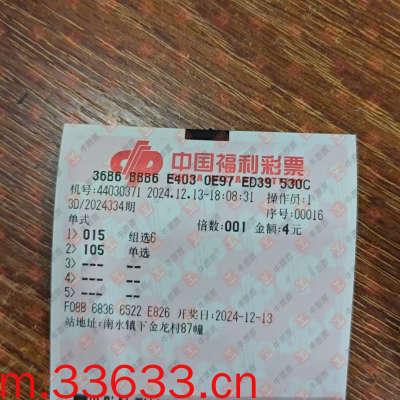 中国福利彩票
36B6 BBB6 E403 0E97 ED39 530C
机号:44030371 2024.12.13-18:08:31 操作员:1
3D/2024334期 序号:00016
单式 倍数:001 金额:4元
1> 015 组选6
2> 105 单选
3> --- --
4> --- --
5> --- --
F08B 6836 6522 E826 开奖日:2024-12-13
站地址:南水镇下金龙村87幢
m.33633.cn